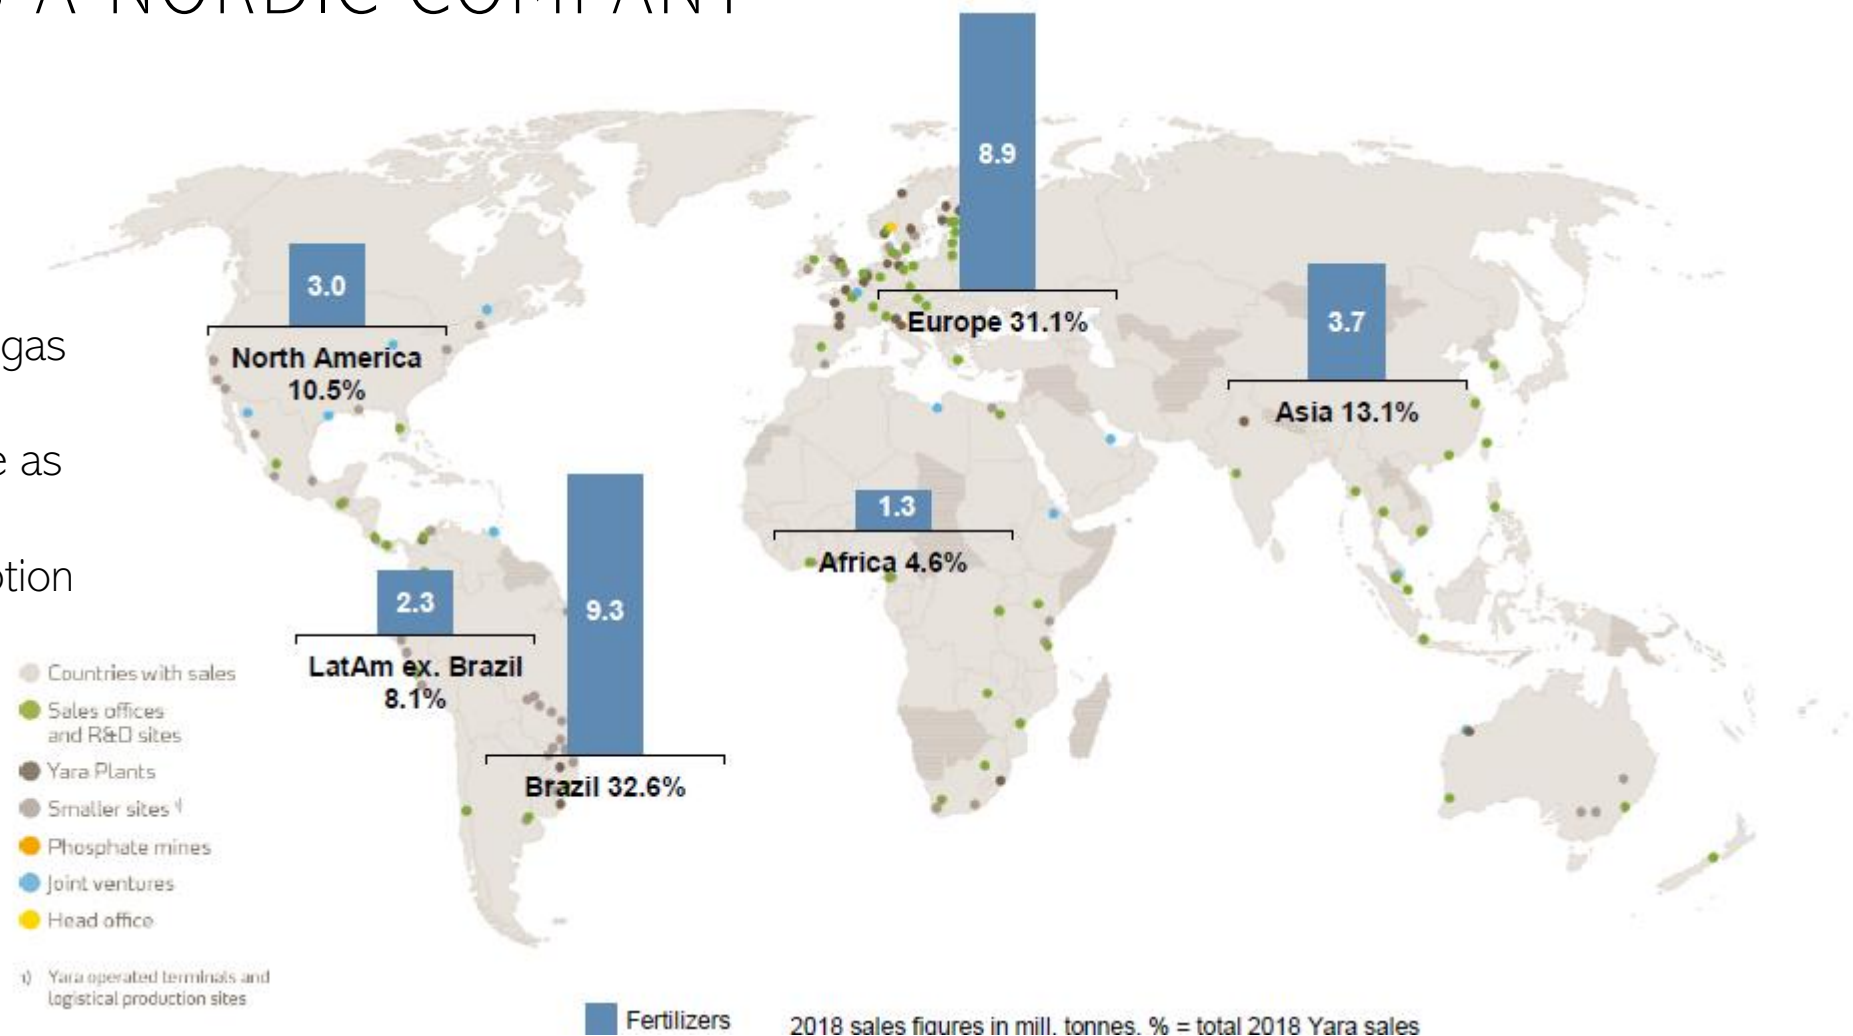 A NORDIC COMPANY
gas
as
8.9
3.0
Europe 31.1%
3.7
North America
10.5%
Asia 13.1%
1.3
Africa 4.6%
2.3
9.3
LatAm ex. Brazil
8.1%
Brazil 32.6%
Countries with sales
Sales offices
and R&D sites
Yara Plants
Smaller sites ¹⁾
Phosphate mines
Joint ventures
Head office
1) Yara operated terminals and
logistical production sites
Fertilizers
2018 sales figures in mill. tonnes. % = total 2018 Yara sales